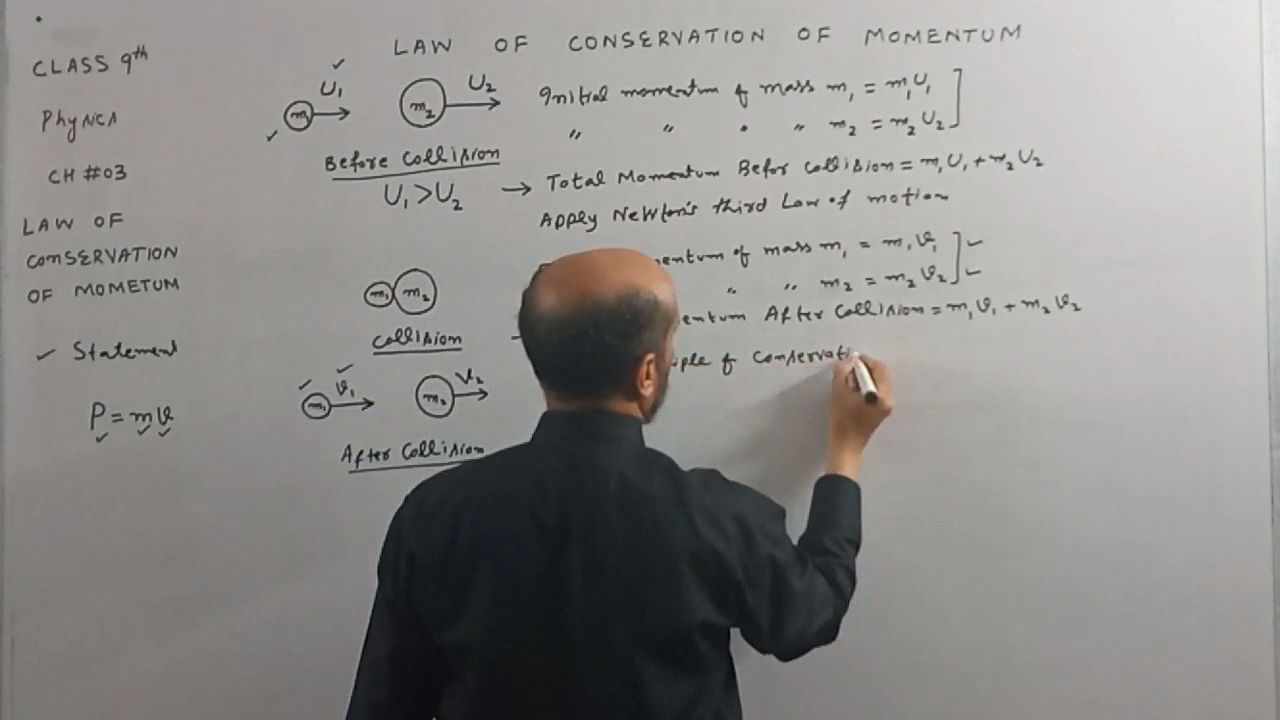 LAW OF CONSERVATION OF MOMENTUM
CLASS 9th
PhyNCA
CH #03
LAW OF
CONSERVATION
OF MOMETUM
✓ Statement
P = mv
U₁
m₁
U₂
m₂
Before Collision
U₁ > U₂
m₁ m₂
Collision
v₁
m₁
v₂
m₂
After Collision
Initial momentum of mass m₁ = m₁U₁
" " " " m₂ = m₂U₂
→ Total Momentum Befor Collision = m₁U₁ + m₂U₂
Apply Newton's third Law of motion
entum of mass m₁ = m₁v₁
" " m₂ = m₂v₂
entum After Collision = m₁v₁ + m₂v₂
iple of Conservati